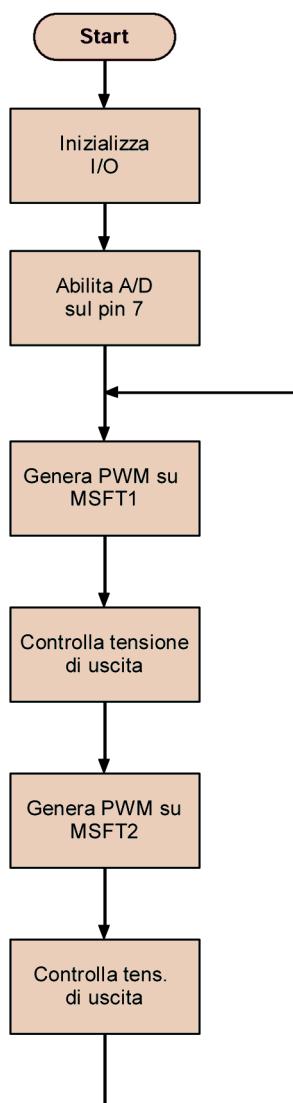 Start
Inizializza
I/O
Abilita A/D
sul pin 7
Genera PWM su
MSFT1
Controlla tensione
di uscita
Genera PWM su
MSFT2
Controlla tens.
di uscita